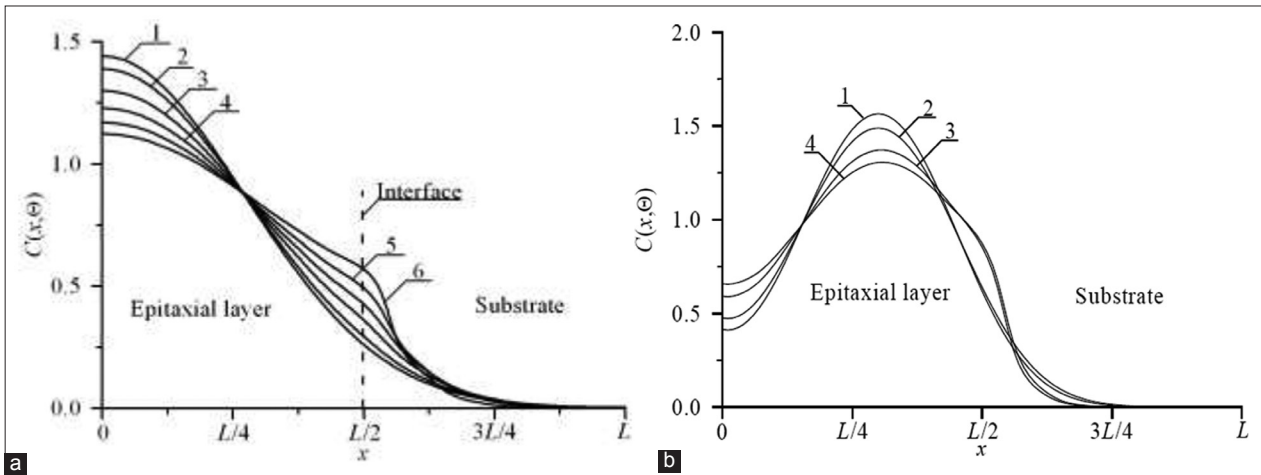 1.5
1.0
0.5
0.0
C(x,Θ)
1
2
3
4
Interface
5
6
Epitaxial layer
Substrate
0
L/4
L/2
3L/4
L
x
a
2.0
1.5
1.0
0.5
0.0
C(x,Θ)
1
2
3
4
Epitaxial layer
Substrate
0
L/4
L/2
3L/4
L
x
b